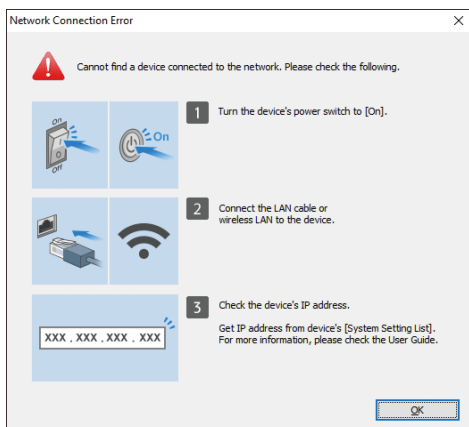 Network Connection Error
Cannot find a device connected to the network. Please check the following.
On
Off
On
1
Turn the device's power switch to [On].
2
Connect the LAN cable or
wireless LAN to the device.
3
Check the device's IP address.
Get IP address from device's [System Setting List].
For more information, please check the User Guide.
XXX . XXX . XXX . XXX
OK